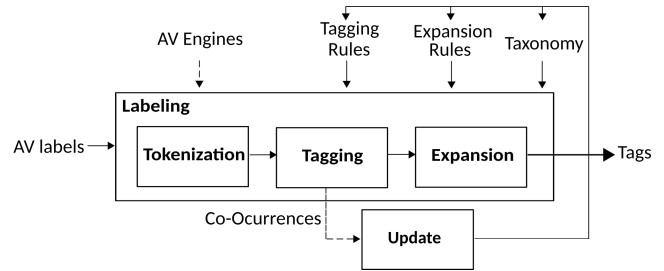 AV Engines
Tagging
Rules
Expansion
Rules
Taxonomy
Labeling
AV labels
Tokenization
Tagging
Expansion
Tags
Co-Ocurrences
Update